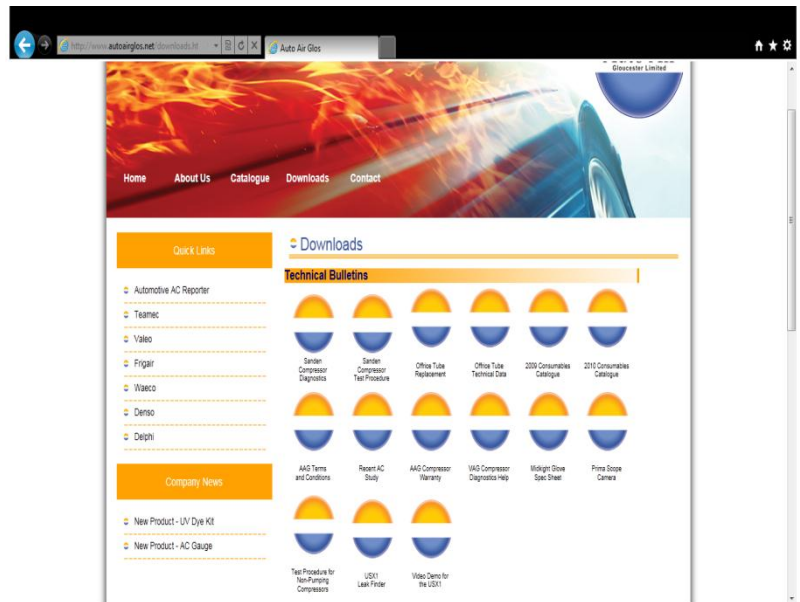 http://www.autoairglos.net/downloads.ht
Auto Air Glos
Gloucester Limited
Home About Us Catalogue Downloads Contact
Quick Links
Automotive AC Reporter
Teamec
Valeo
Frigair
Waeco
Denso
Delphi
Company News
New Product - UV Dye Kit
New Product - AC Gauge
Downloads
Technical Bulletins
Sanden
Compressor
Diagnostics
Sanden
Compressor
Test Procedure
Offrice Tube
Replacement
Offrice Tube
Technical Data
2009 Consumables
Catalogue
2010 Consumables
Catalogue
AAG Terms
and Conditions
Recent AC
Study
AAG Compressor
Warranty
VAG Compressor
Diagnostics Help
Midknight Glove
Spec Sheet
Prima Scope
Camera
Test Procedure for
Non-Pumping
Compressors
USX1
Leak Finder
Video Demo for
the USX1